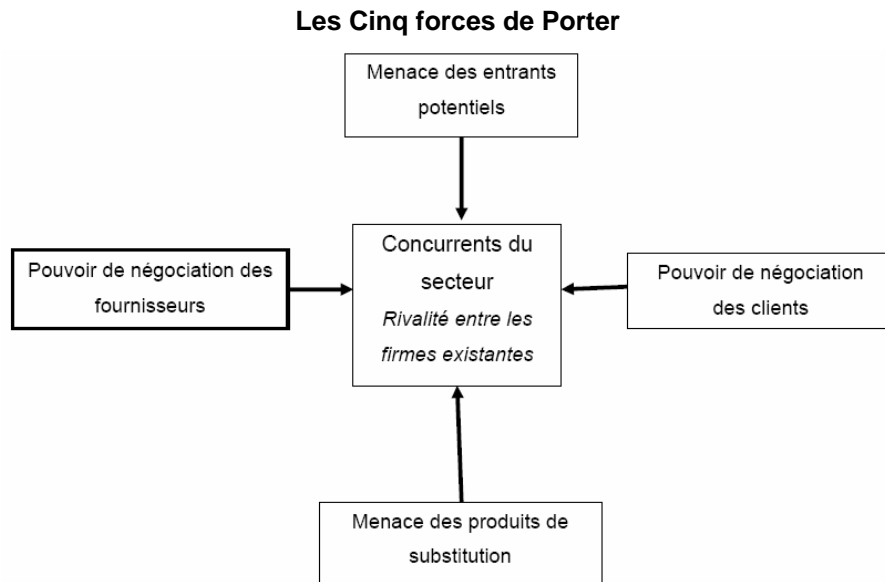 Les Cinq forces de Porter
Menace des entrants
potentiels
Pouvoir de négociation des
fournisseurs
Concurrents du
secteur
Rivalité entre les
firmes existantes
Pouvoir de négociation
des clients
Menace des produits de
substitution